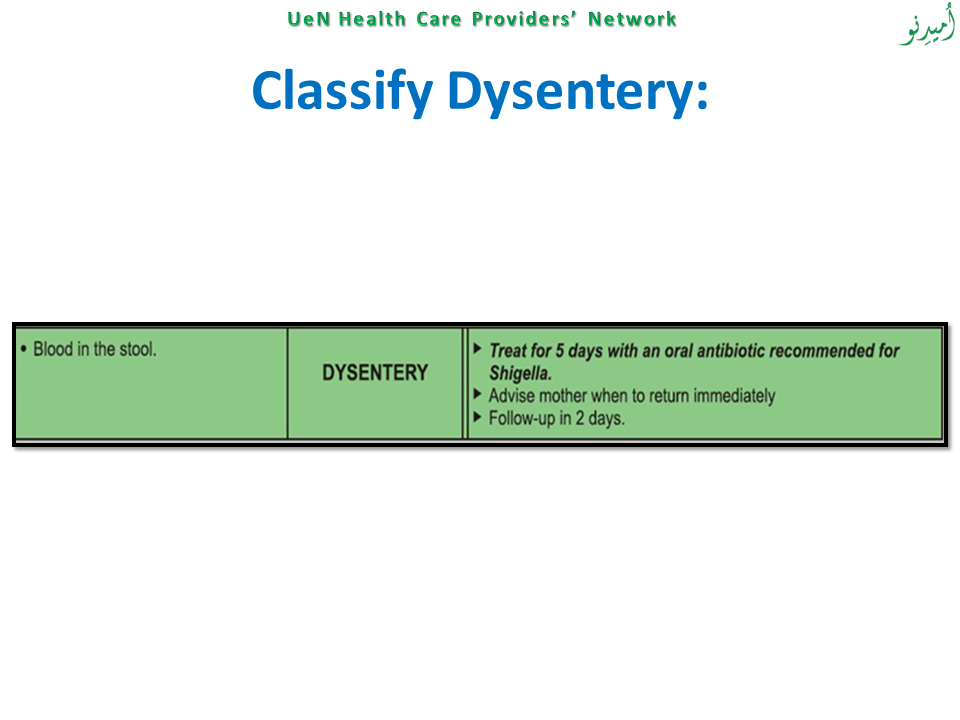 UeN Health Care Providers’ Network
اُمیدِنو
Classify Dysentery:
• Blood in the stool.
DYSENTERY
Treat for 5 days with an oral antibiotic recommended for
Shigella.
Advise mother when to return immediately
Follow-up in 2 days.